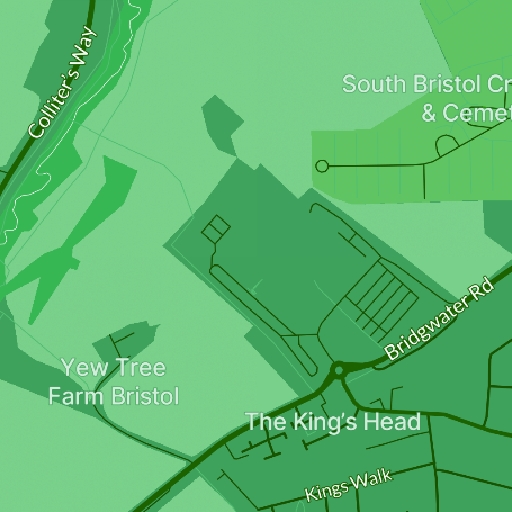 Colliter's Way
South Bristol Cr
& Cemet
Bridgwater Rd
Yew Tree
Farm Bristol
The King's Head
Kings Walk